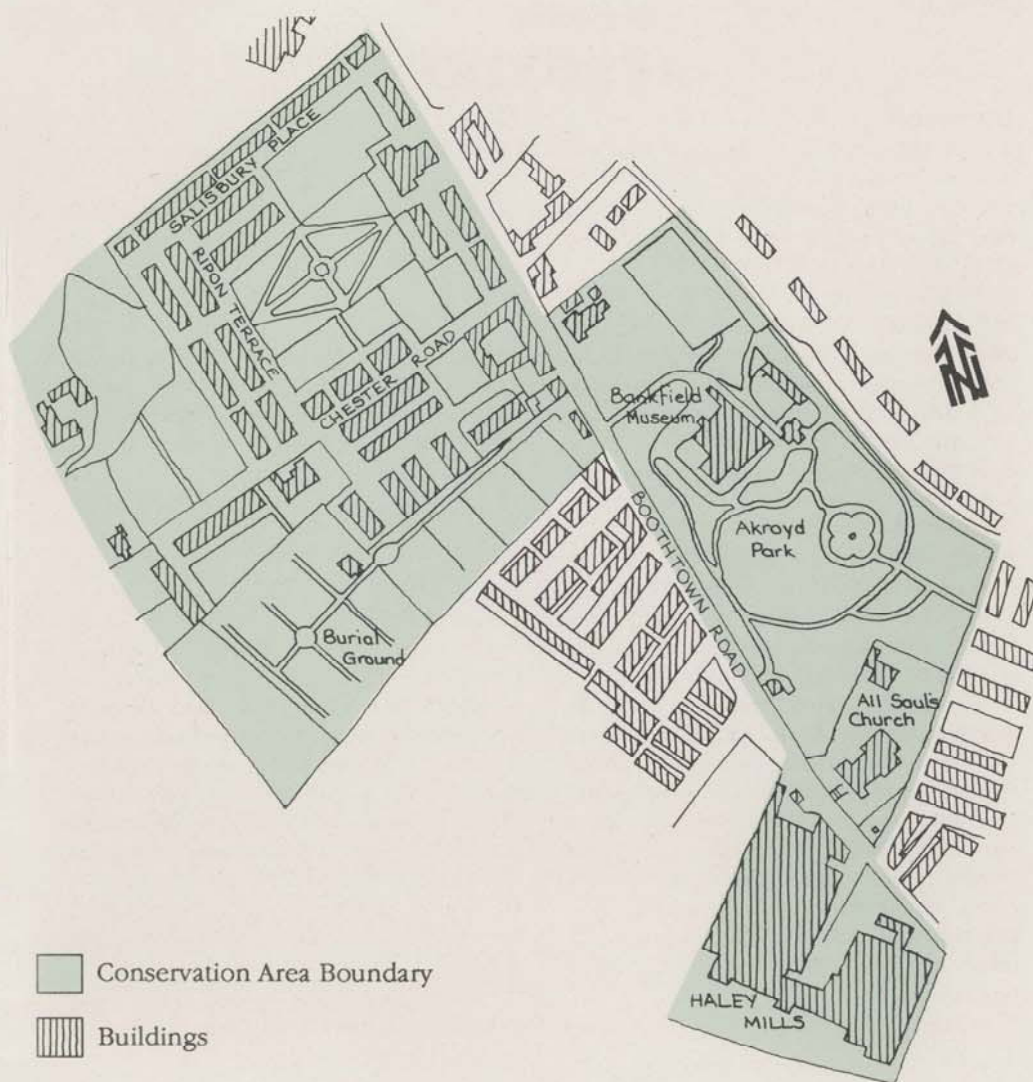 SALISBURY PLACE
RIPON TERRACE
CHESTER ROAD
Bankfield
Museum
BOOTHTOWN ROAD
Akroyd
Park
Burial
Ground
All Soul's
Church
HALEY
MILLS
N
Conservation Area Boundary
Buildings